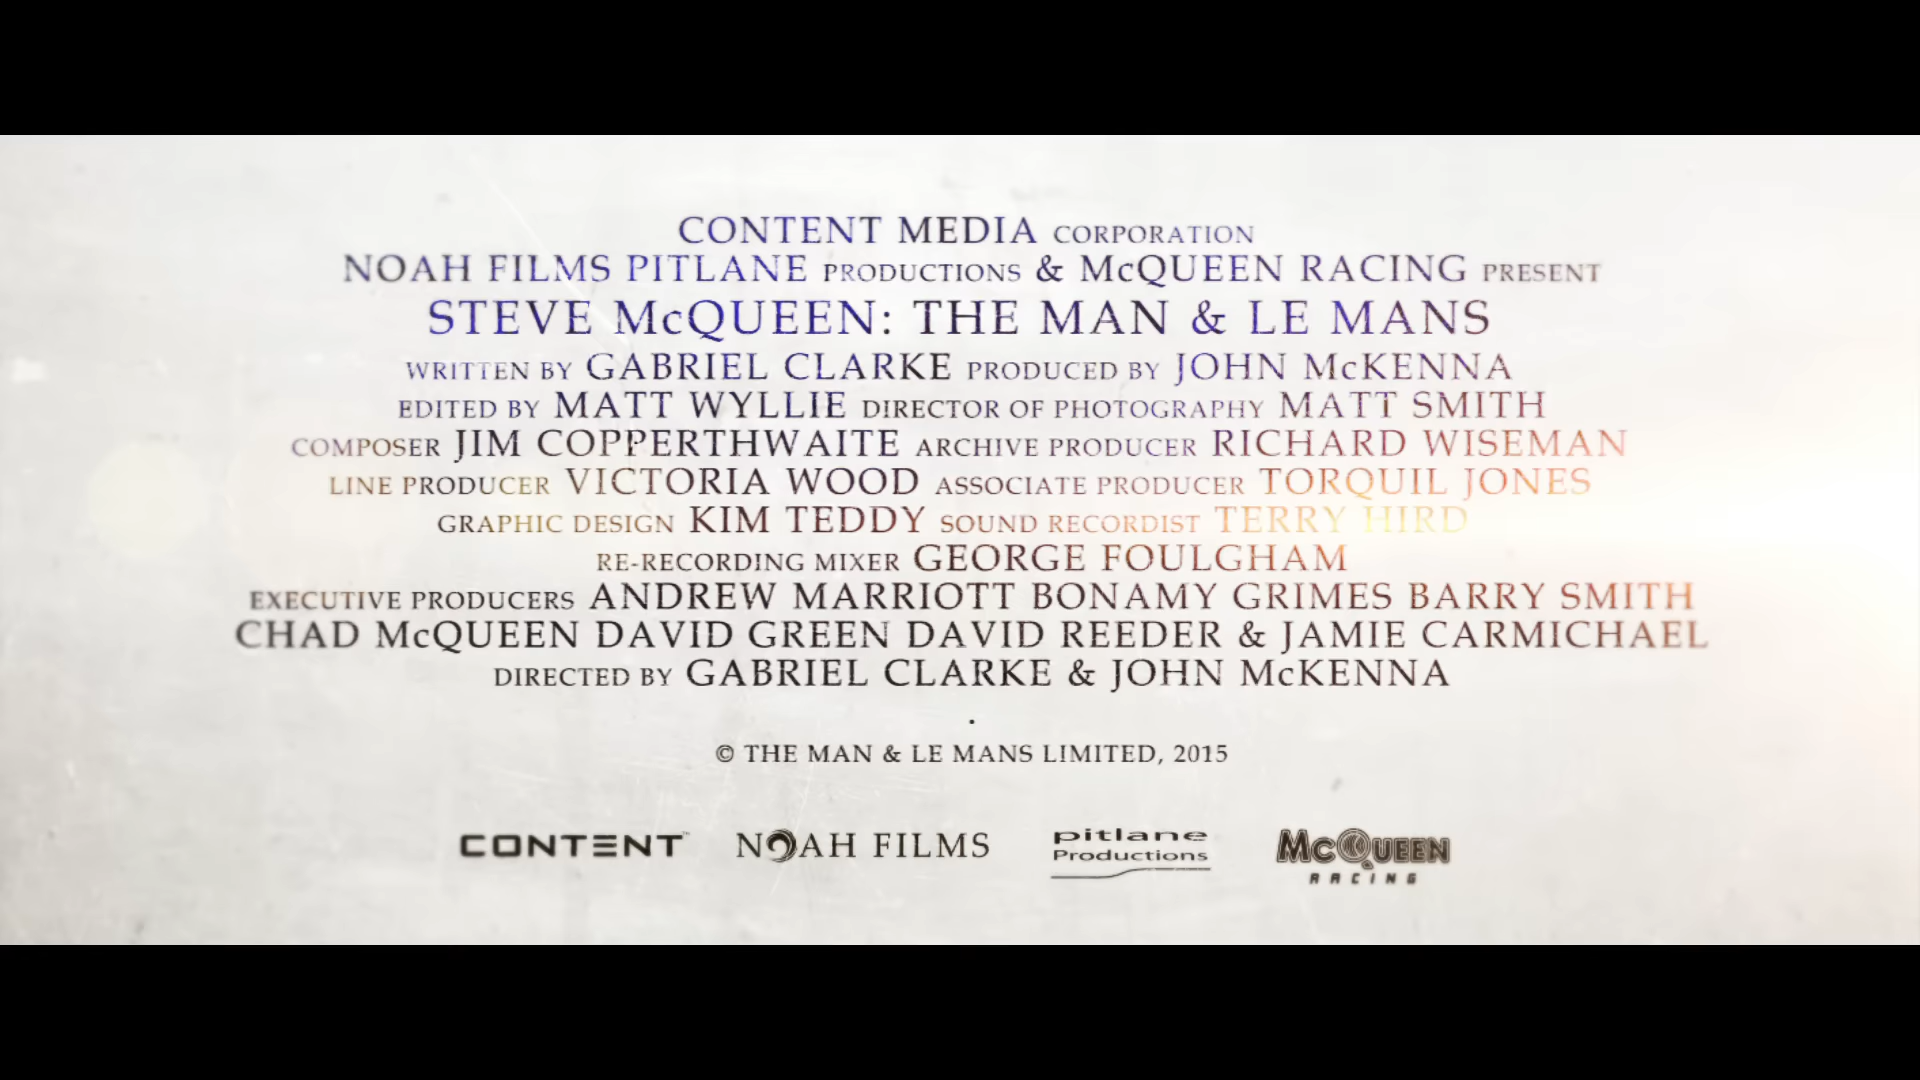 CONTENT MEDIA CORPORATION
NOAH FILMS PITLANE PRODUCTIONS & McQUEEN RACING PRESENT
STEVE McQUEEN: THE MAN & LE MANS
WRITTEN BY GABRIEL CLARKE PRODUCED BY JOHN McKENNA
EDITED BY MATT WYLLIE DIRECTOR OF PHOTOGRAPHY MATT SMITH
COMPOSER JIM COPPERTHWAITE ARCHIVE PRODUCER RICHARD WISEMAN
LINE PRODUCER VICTORIA WOOD ASSOCIATE PRODUCER TORQUIL JONES
GRAPHIC DESIGN KIM TEDDY SOUND RECORDIST TERRY HIRD
RE-RECORDING MIXER GEORGE FOULGHAM
EXECUTIVE PRODUCERS ANDREW MARRIOTT BONAMY GRIMES BARRY SMITH
CHAD McQUEEN DAVID GREEN DAVID REEDER & JAMIE CARMICHAEL
DIRECTED BY GABRIEL CLARKE & JOHN McKENNA
.
© THE MAN & LE MANS LIMITED, 2015
CONTENT™ NOAH FILMS pitlane Productions McQUEEN RACING